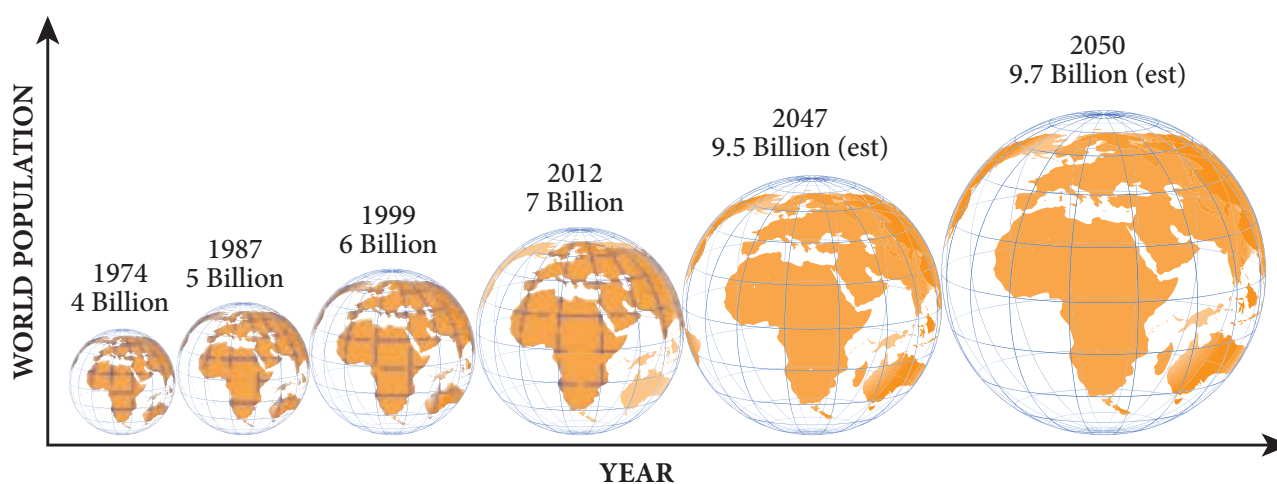 WORLD POPULATION
1974
4 Billion
1987
5 Billion
1999
6 Billion
2012
7 Billion
2047
9.5 Billion (est)
2050
9.7 Billion (est)
YEAR